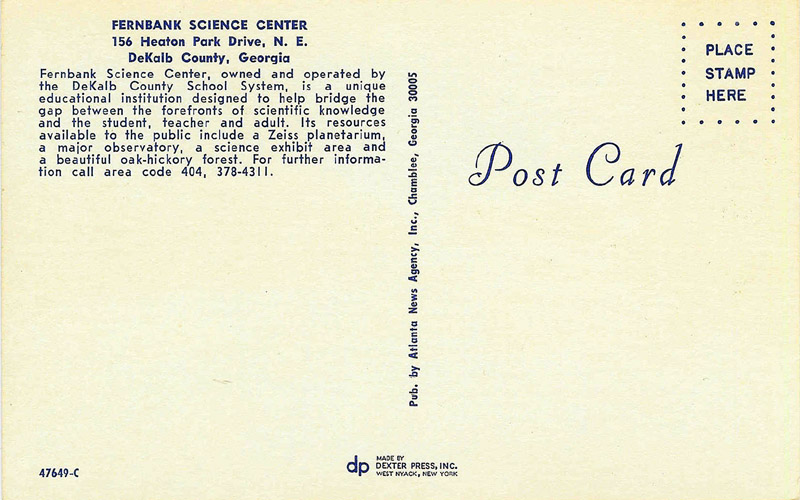 FERNBANK SCIENCE CENTER
156 Heaton Park Drive, N. E.
DeKalb County, Georgia
Fernbank Science Center, owned and operated by
the DeKalb County School System, is a unique
educational institution designed to help bridge the
gap between the forefronts of scientific knowledge
and the student, teacher and adult. Its resources
available to the public include a Zeiss planetarium,
a major observatory, a science exhibit area and
a beautiful oak-hickory forest. For further informa-
tion call area code 404, 378-4311.
Pub. by Atlanta News Agency, Inc., Chamblee, Georgia 30005
PLACE
STAMP
HERE
Post Card
47649-C
dp
MADE BY
DEXTER PRESS, INC.
WEST NYACK, NEW YORK